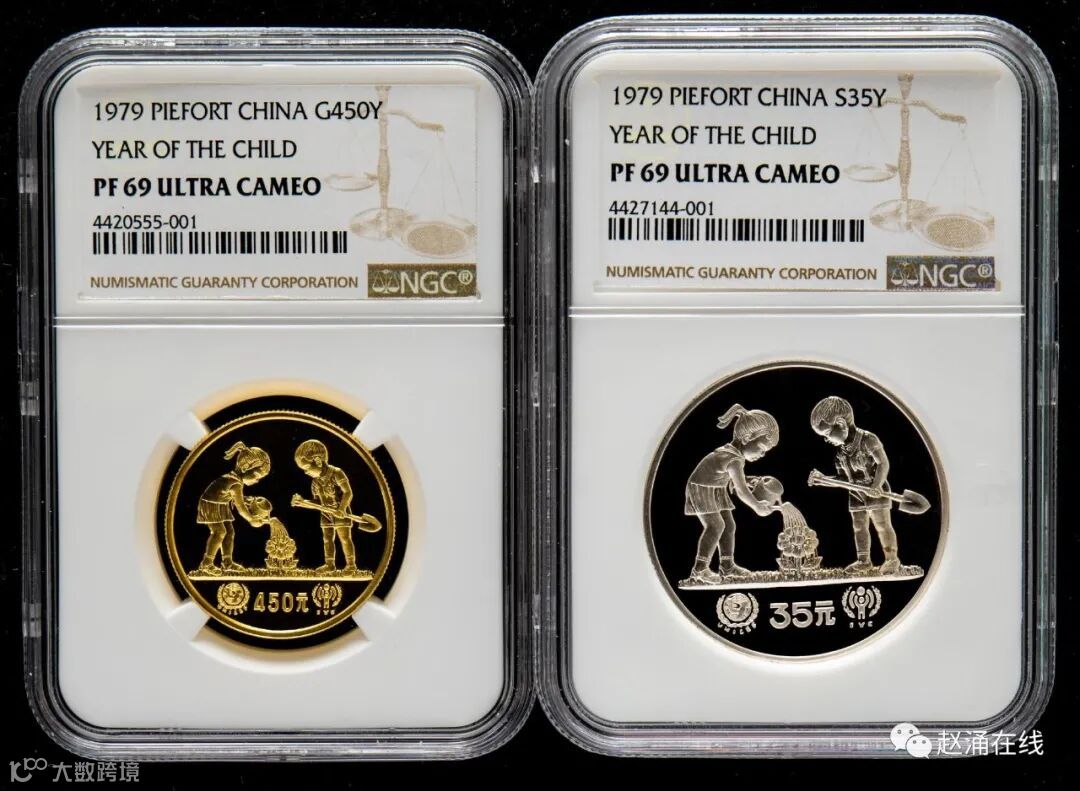 1979 PIEFORT CHINA G450Y
YEAR OF THE CHILD
PF 69 ULTRA CAMEO
4420555-001
NUMISMATIC GUARANTY CORPORATION
NGC®
450元
1979 PIEFORT CHINA S35Y
YEAR OF THE CHILD
PF 69 ULTRA CAMEO
4427144-001
NUMISMATIC GUARANTY CORPORATION
NGC®
UNICEF
35元
赵涌在线
大数跨境